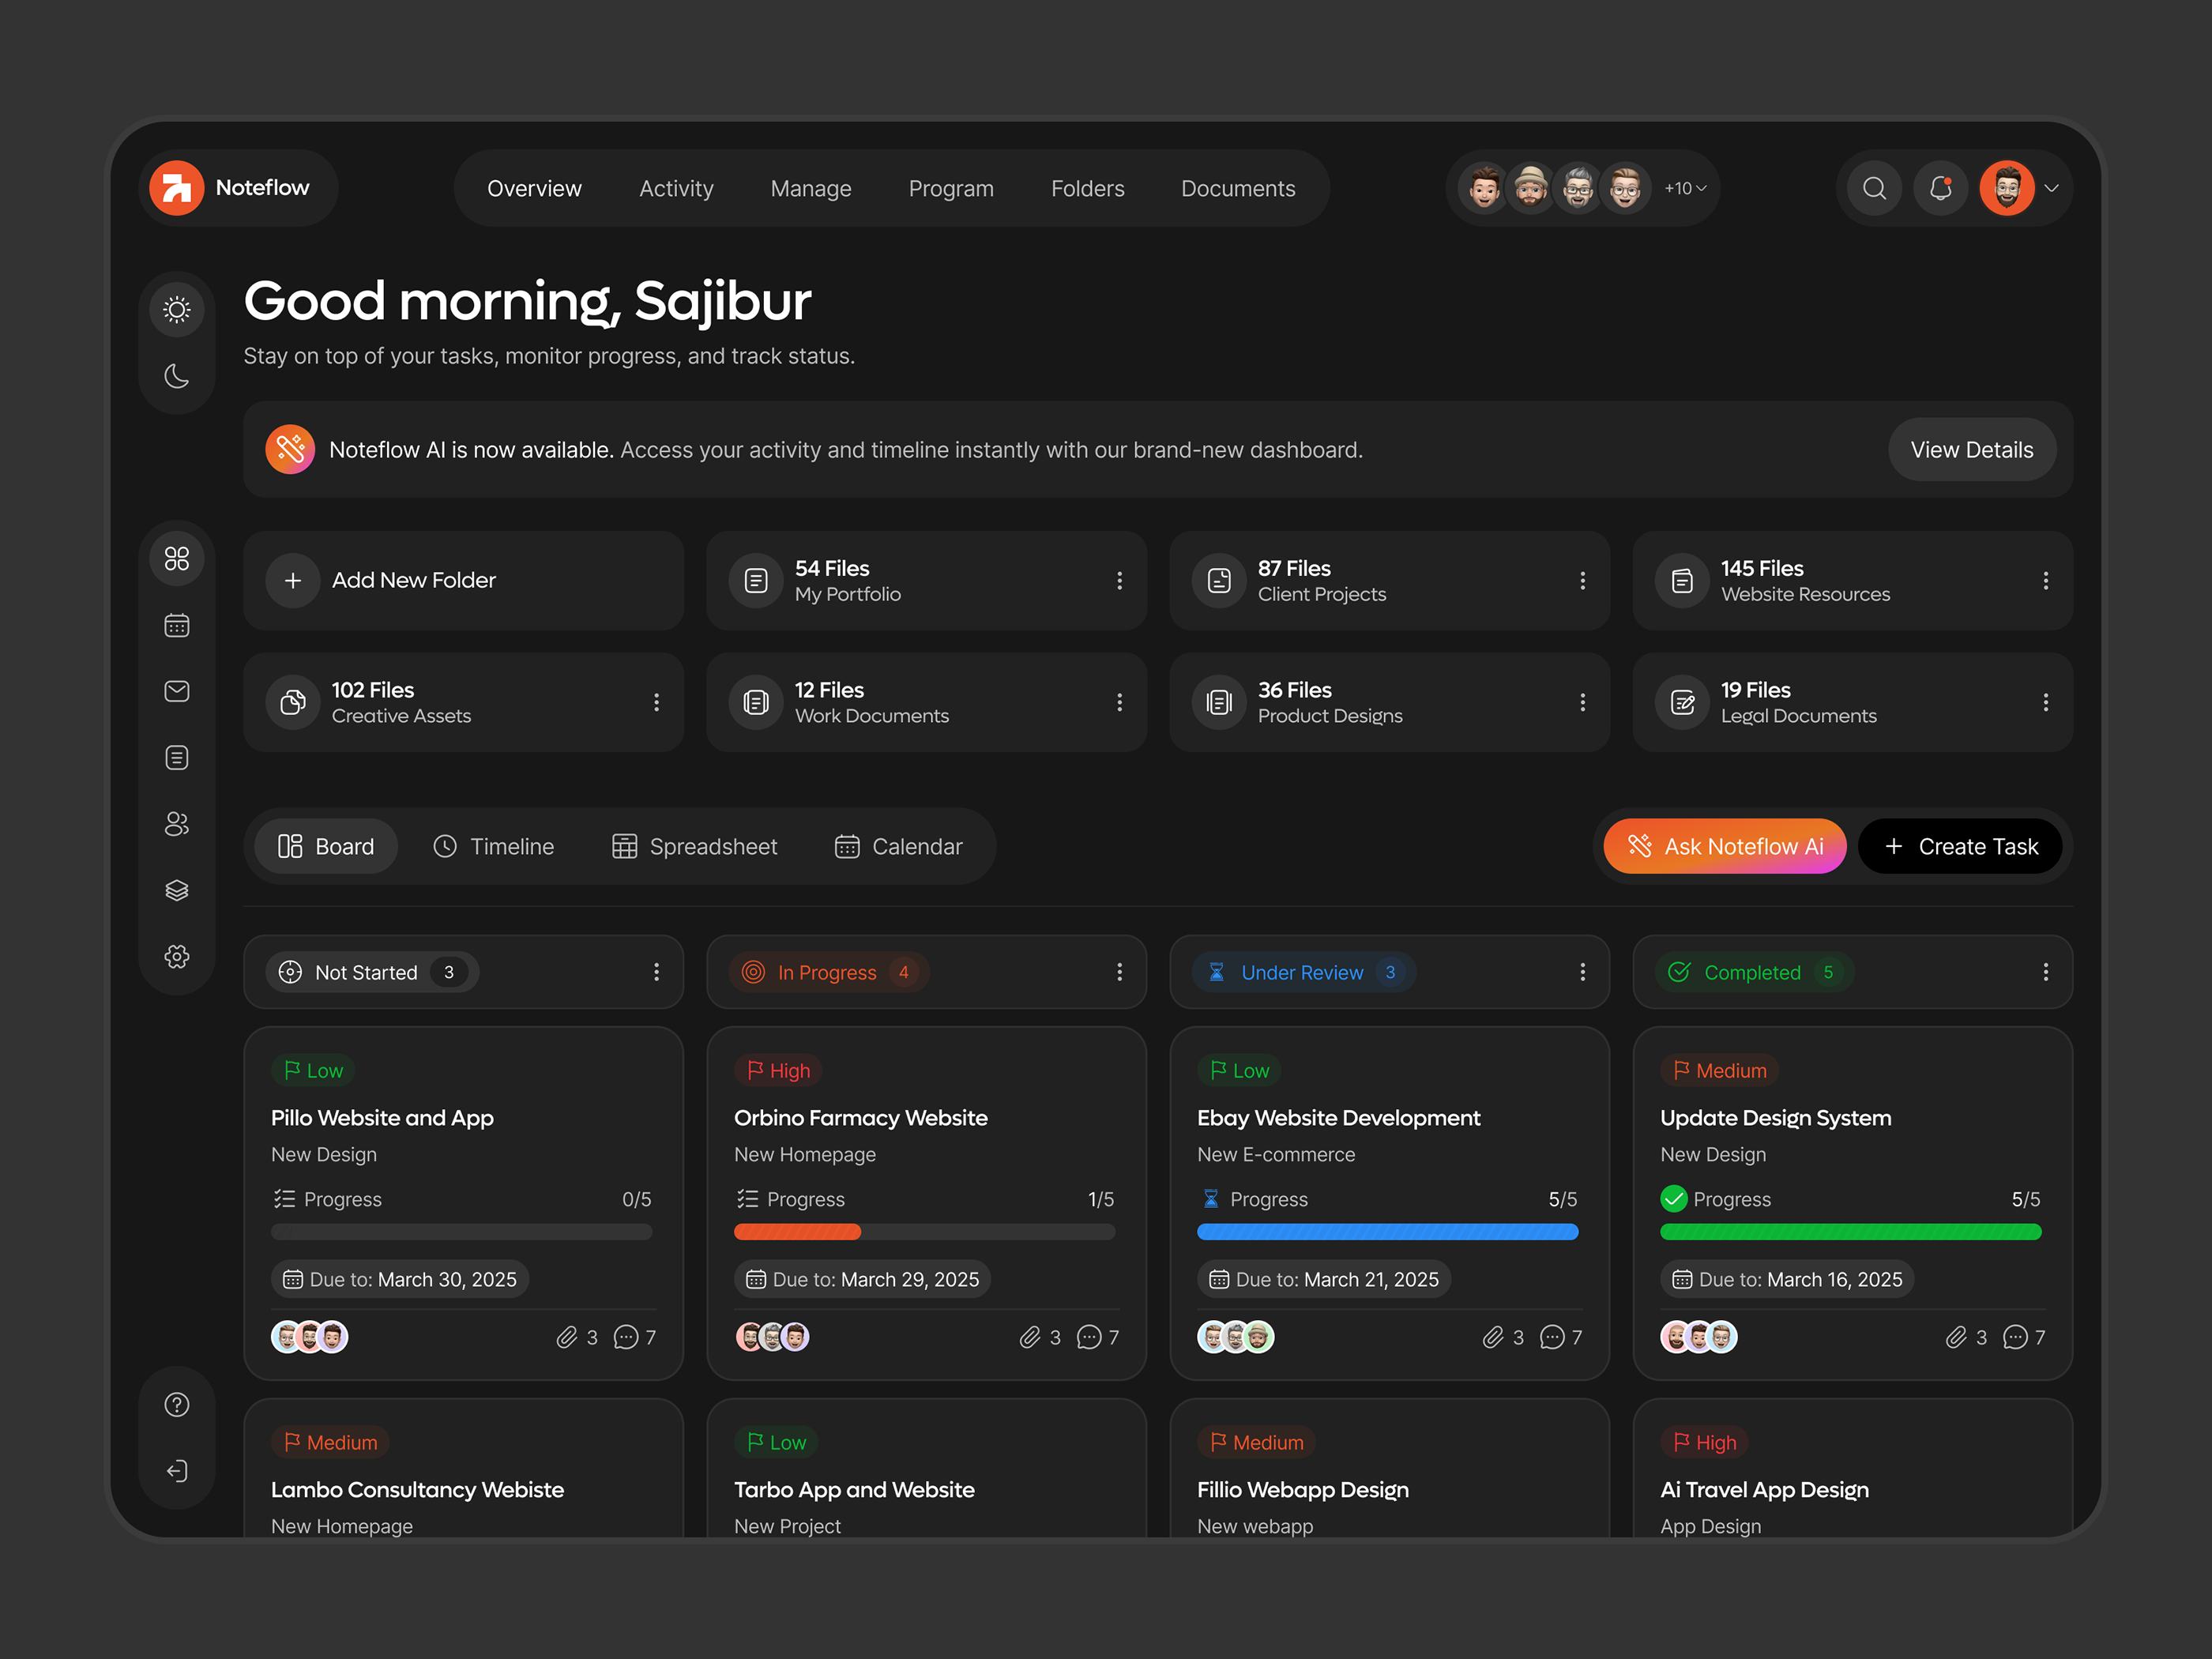 Noteflow
Overview Activity Manage Program Folders Documents
+10
Good morning, Sajibur
Stay on top of your tasks, monitor progress, and track status.
Noteflow AI is now available. Access your activity and timeline instantly with our brand-new dashboard.
View Details
Add New Folder
54 Files
My Portfolio
87 Files
Client Projects
145 Files
Website Resources
102 Files
Creative Assets
12 Files
Work Documents
36 Files
Product Designs
19 Files
Legal Documents
Board Timeline Spreadsheet Calendar
Ask Noteflow Ai
+ Create Task
Not Started 3
In Progress 4
Under Review 3
Completed 5
Low
Pillo Website and App
New Design
Progress 0/5
Due to: March 30, 2025
3 7
High
Orbino Farmacy Website
New Homepage
Progress 1/5
Due to: March 29, 2025
3 7
Low
Ebay Website Development
New E-commerce
Progress 5/5
Due to: March 21, 2025
3 7
Medium
Update Design System
New Design
Progress 5/5
Due to: March 16, 2025
3 7
Medium
Lambo Consultancy Webiste
New Homepage
Low
Tarbo App and Website
New Project
Medium
Fillio Webapp Design
New webapp
High
Ai Travel App Design
App Design